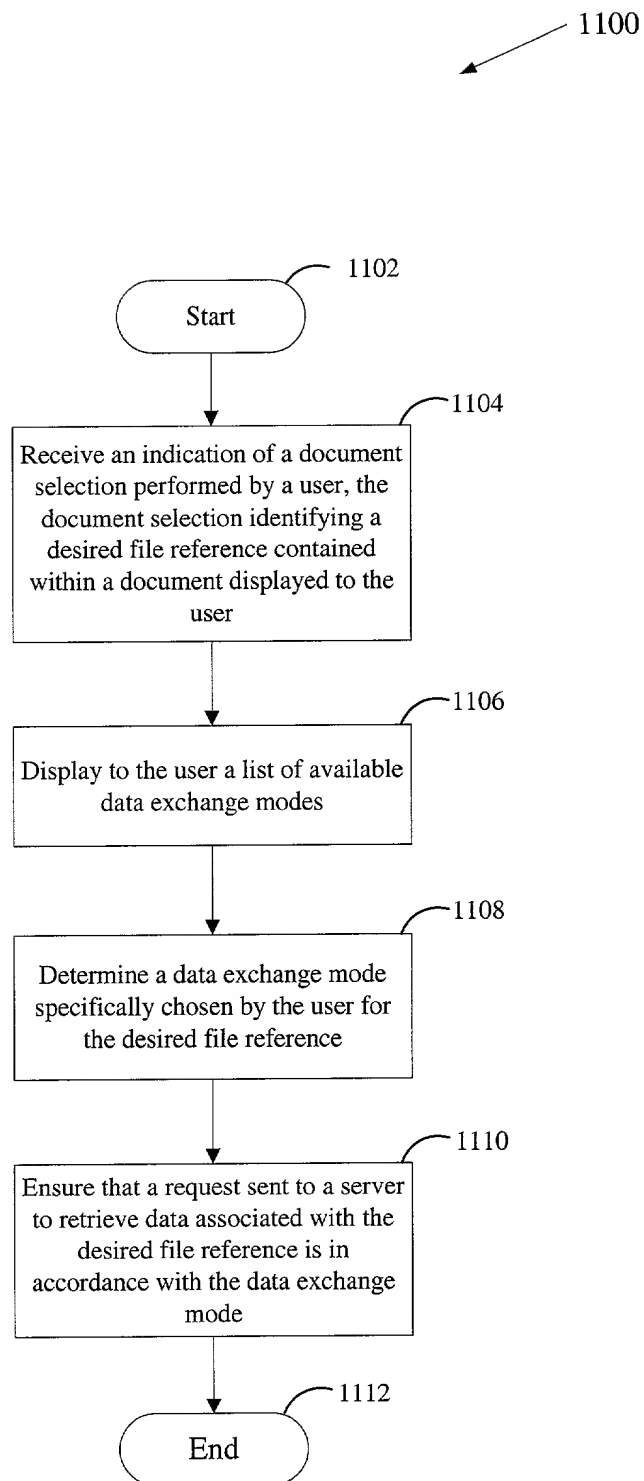 1100
1102
Start
1104
Receive an indication of a document
selection performed by a user, the
document selection identifying a
desired file reference contained
within a document displayed to the
user
1106
Display to the user a list of available
data exchange modes
1108
Determine a data exchange mode
specifically chosen by the user for
the desired file reference
1110
Ensure that a request sent to a server
to retrieve data associated with the
desired file reference is in
accordance with the data exchange
mode
1112
End